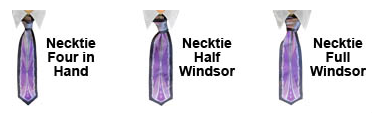 Necktie
Four in
Hand
Necktie
Half
Windsor
Necktie
Full
Windsor